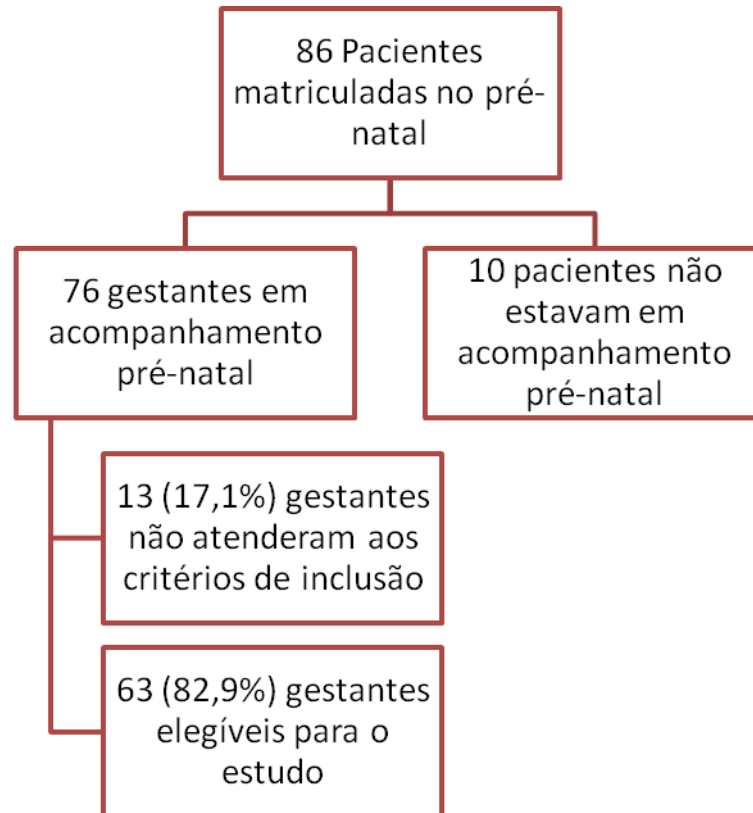 86 Pacientes
matriculadas no pré-
natal
76 gestantes em
acompanhamento
pré-natal
10 pacientes não
estavam em
acompanhamento
pré-natal
13 (17,1%) gestantes
não atenderam aos
critérios de inclusão
63 (82,9%) gestantes
elegíveis para o
estudo